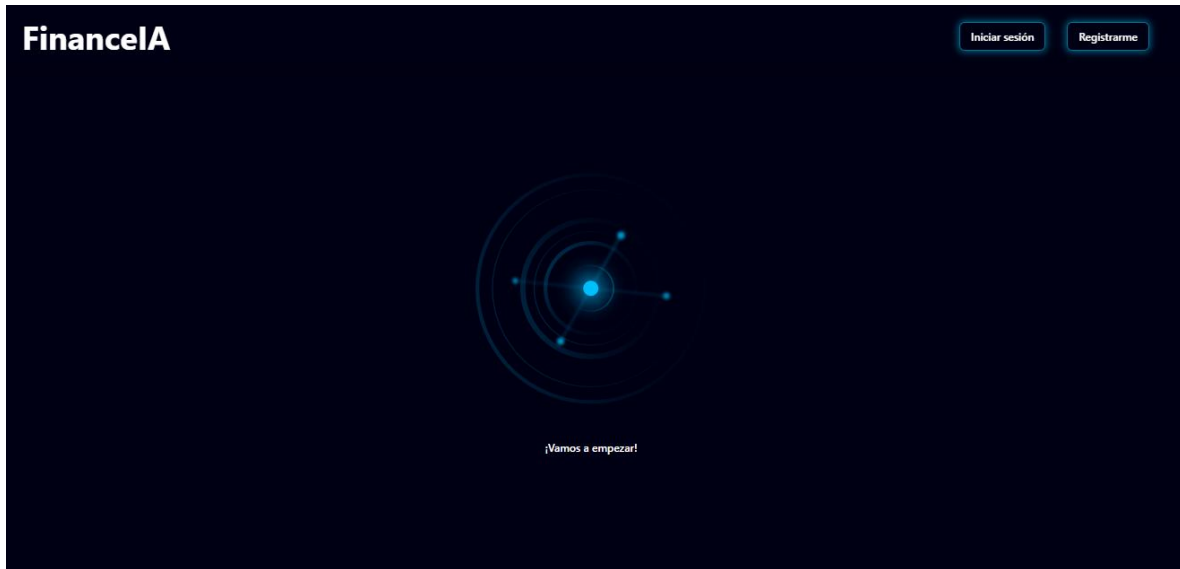 FinanceIA
Iniciar sesión
Registrarme
¡Vamos a empezar!